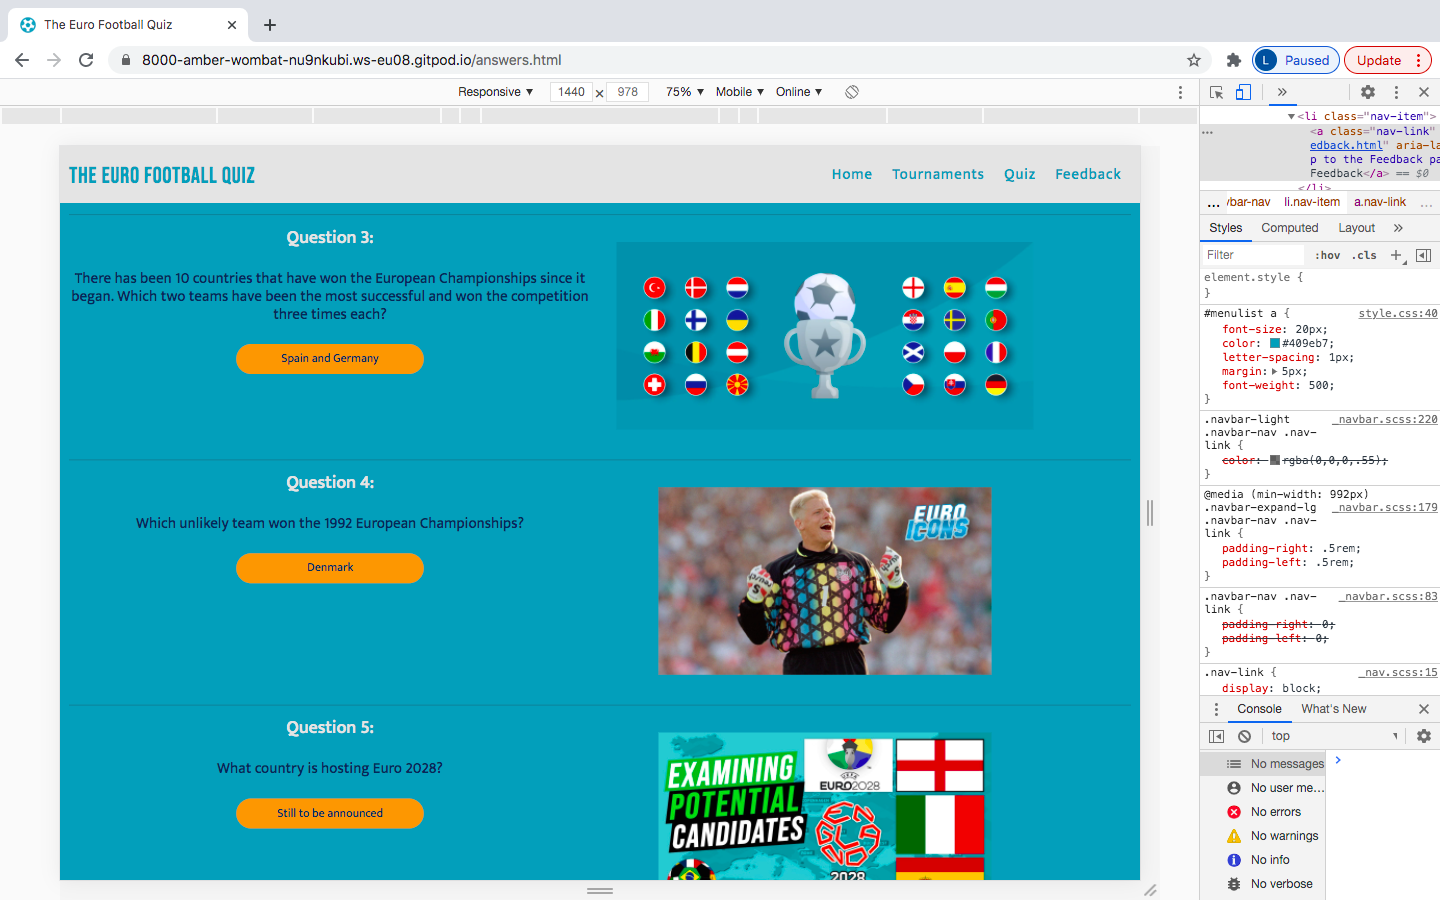 The Euro Football Quiz
8000-amber-wombat-nu9nkubi.ws-eu08.gitpod.io/answers.html
L Paused
Update
Responsive 1440 x 978 75% Mobile Online
THE EURO FOOTBALL QUIZ
Home Tournaments Quiz Feedback
Question 3:
There has been 10 countries that have won the European Championships since it
began. Which two teams have been the most successful and won the competition
three times each?
Spain and Germany
Question 4:
Which unlikely team won the 1992 European Championships?
Denmark
EURO
ICONS
Question 5:
What country is hosting Euro 2028?
Still to be announced
EXAMINING
POTENTIAL
CANDIDATES
UEFA
EURO2028
ENGLAND
2028
<li class="nav-item">
<a class="nav-link"
edback.html" aria-la
p to the Feedback pa
Feedback</a> == $0
</li>
... vbar-nav li.nav-item a.nav-link ...
Styles Computed Layout »
Filter :hov .cls +
element.style {
}
#menulist a { style.css:40
font-size: 20px;
color: #409eb7;
letter-spacing: 1px;
margin: 5px;
font-weight: 500;
}
.navbar-light _navbar.scss:220
.navbar-nav .nav-
link {
color: rgba(0,0,0,.55);
}
@media (min-width: 992px)
.navbar-expand-lg _navbar.scss:179
.navbar-nav .nav-
link {
padding-right: .5rem;
padding-left: .5rem;
}
.navbar-nav .nav- _navbar.scss:83
link {
padding-right: 0;
padding-left: 0;
}
.nav-link { _nav.scss:15
display: block;
Console What's New
top
No messages
No user me...
No errors
No warnings
No info
No verbose